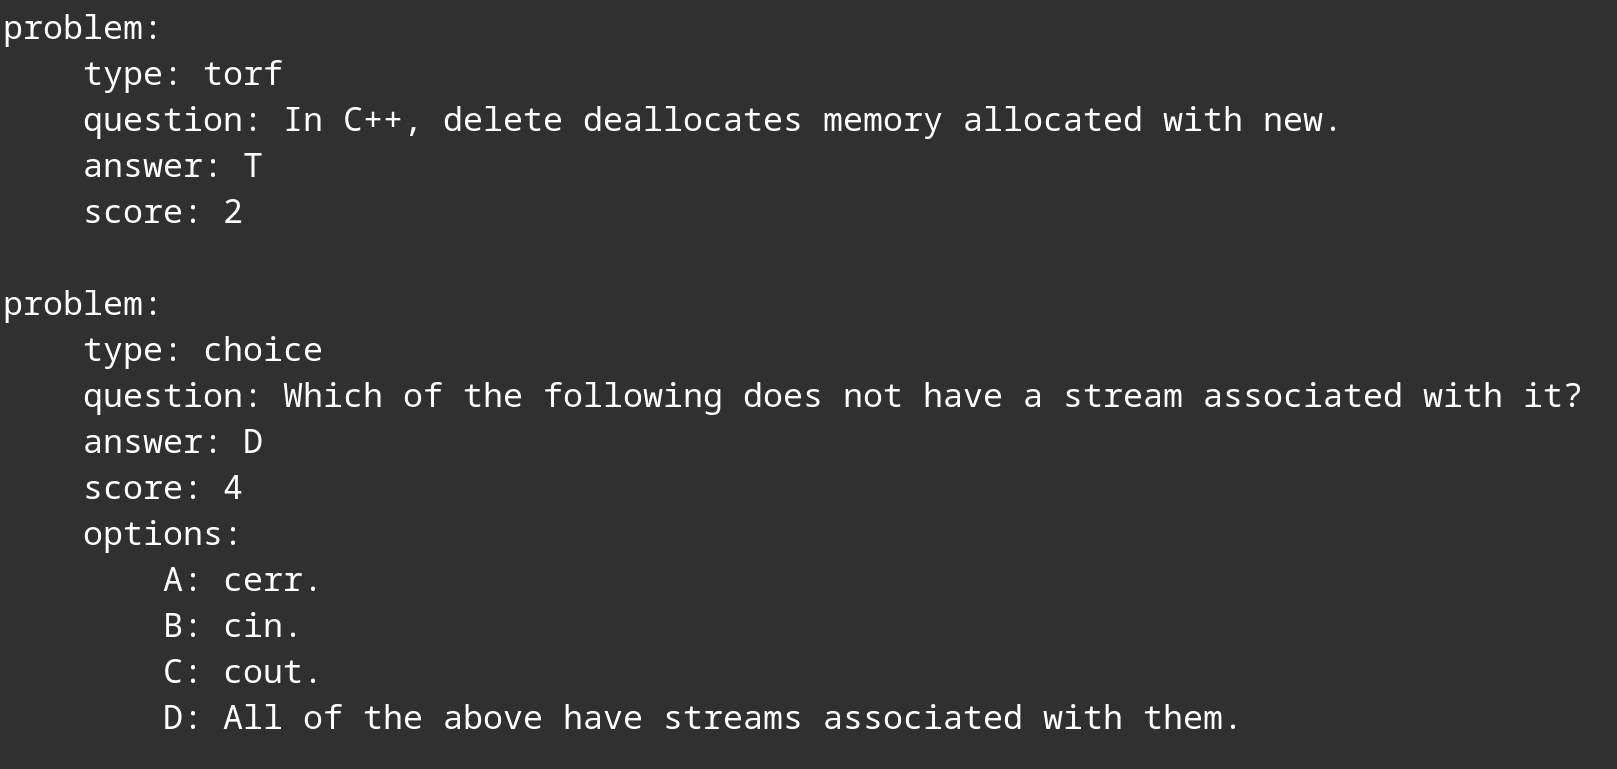 problem:
    type: torf
    question: In C++, delete deallocates memory allocated with new.
    answer: T
    score: 2

problem:
    type: choice
    question: Which of the following does not have a stream associated with it?
    answer: D
    score: 4
    options:
        A: cerr.
        B: cin.
        C: cout.
        D: All of the above have streams associated with them.